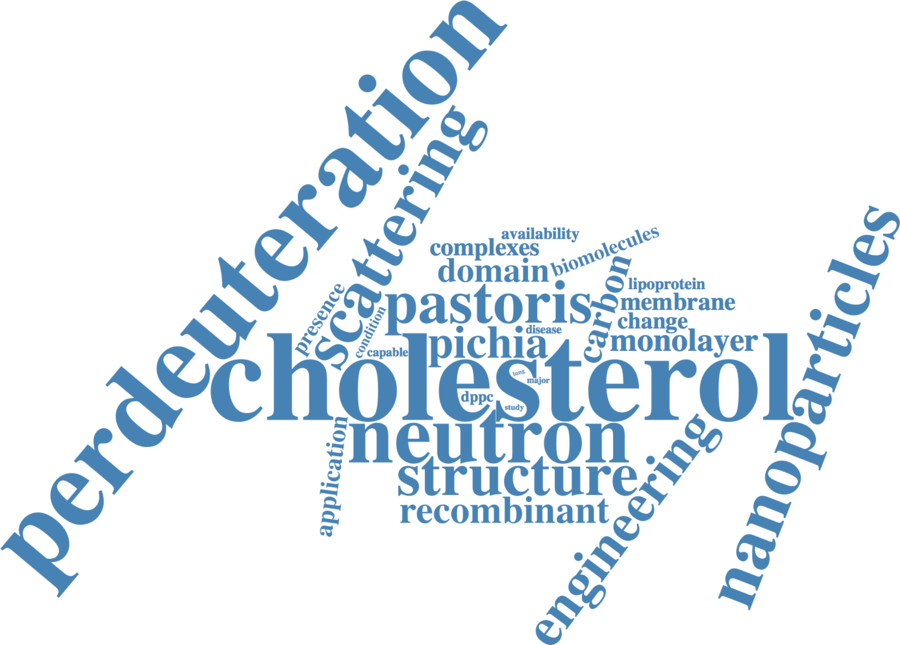 perdeuteration
scattering
availability
complexes
biomolecules
domain
carbon
lipoprotein
nanoparticles
presence
condition
pastoris
membrane
disease
change
capable
pichia
monolayer
cholesterol
long
major
dppc
study
application
neutron
structure
engineering
recombinant